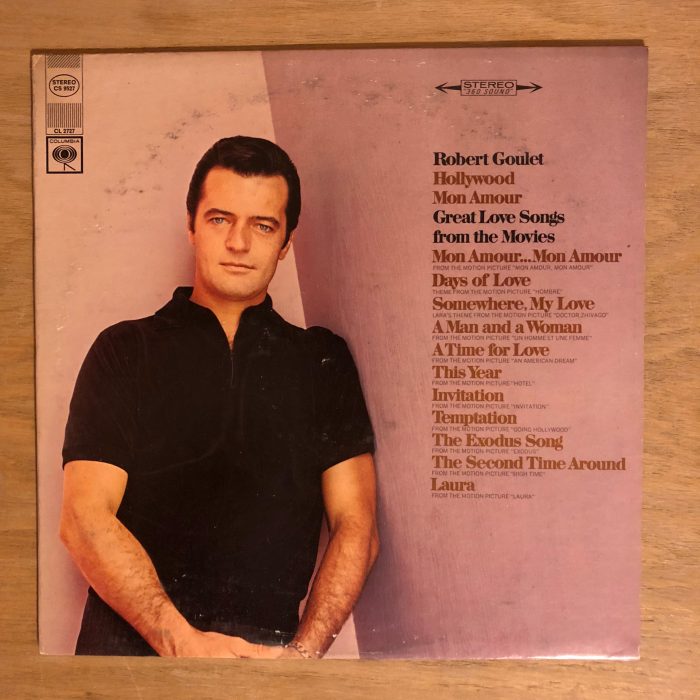 STEREO
CS 9527
CL 2727
COLUMBIA
STEREO
"360 SOUND"
Robert Goulet
Hollywood
Mon Amour
Great Love Songs
from the Movies
Mon Amour...Mon Amour
FROM THE MOTION PICTURE "MON AMOUR, MON AMOUR"
Days of Love
THEME FROM THE MOTION PICTURE "HOMBRE"
Somewhere, My Love
LARA'S THEME FROM THE MOTION PICTURE "DOCTOR ZHIVAGO"
A Man and a Woman
FROM THE MOTION PICTURE "UN HOMME ET UNE FEMME"
A Time for Love
FROM THE MOTION PICTURE "AN AMERICAN DREAM"
This Year
FROM THE MOTION PICTURE "HOTEL"
Invitation
FROM THE MOTION PICTURE "INVITATION"
Temptation
FROM THE MOTION PICTURE "GOING HOLLYWOOD"
The Exodus Song
FROM THE MOTION PICTURE "EXODUS"
The Second Time Around
FROM THE MOTION PICTURE "HIGH TIME"
Laura
FROM THE MOTION PICTURE "LAURA"